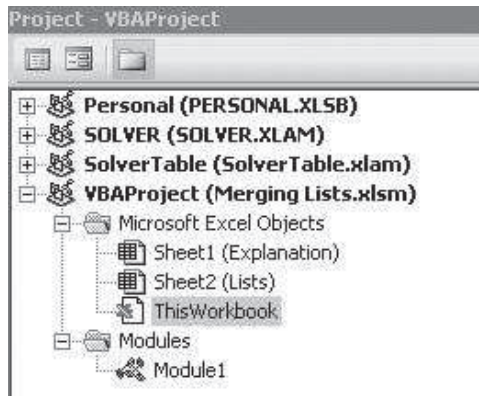 Project - VBAProject
Personal (PERSONAL.XLSB)
SOLVER (SOLVER.XLAM)
SolverTable (SolverTable.xlam)
VBAProject (Merging Lists.xlsm)
Microsoft Excel Objects
Sheet1 (Explanation)
Sheet2 (Lists)
ThisWorkbook
Modules
Module1